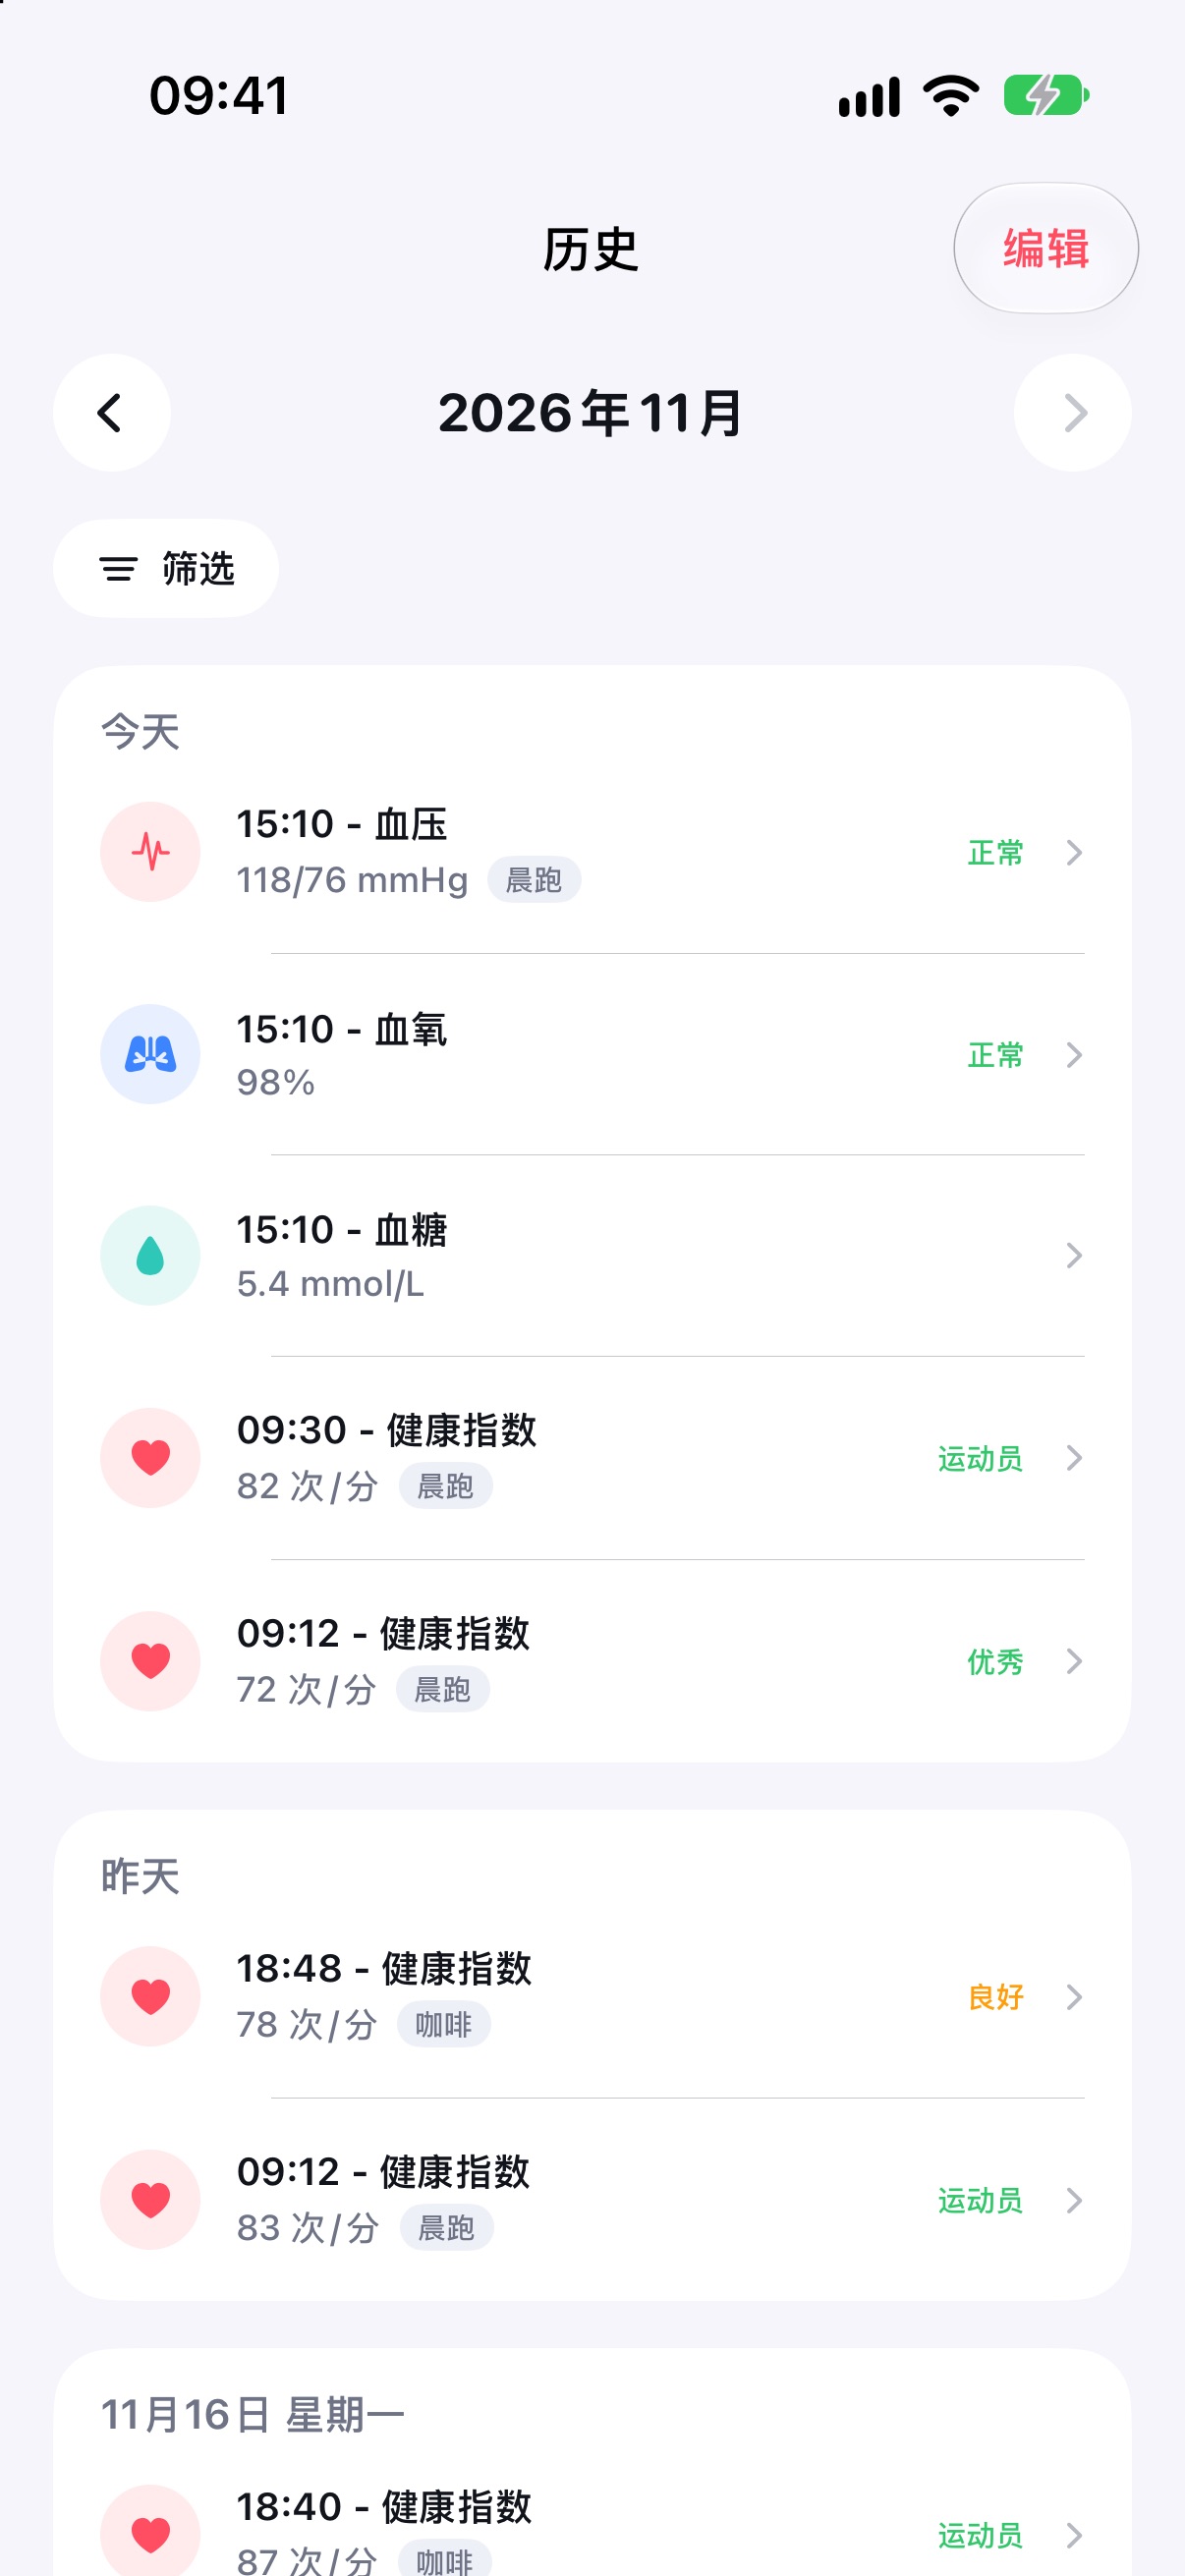 09:41
历史
编辑
2026年11月
筛选
今天
15:10 - 血压
118/76 mmHg 晨跑
正常
15:10 - 血氧
98%
正常
15:10 - 血糖
5.4 mmol/L
09:30 - 健康指数
82 次/分 晨跑
运动员
09:12 - 健康指数
72 次/分 晨跑
优秀
昨天
18:48 - 健康指数
78 次/分 咖啡
良好
09:12 - 健康指数
83 次/分 晨跑
运动员
11月16日 星期一
18:40 - 健康指数
87 次/分 咖啡
运动员